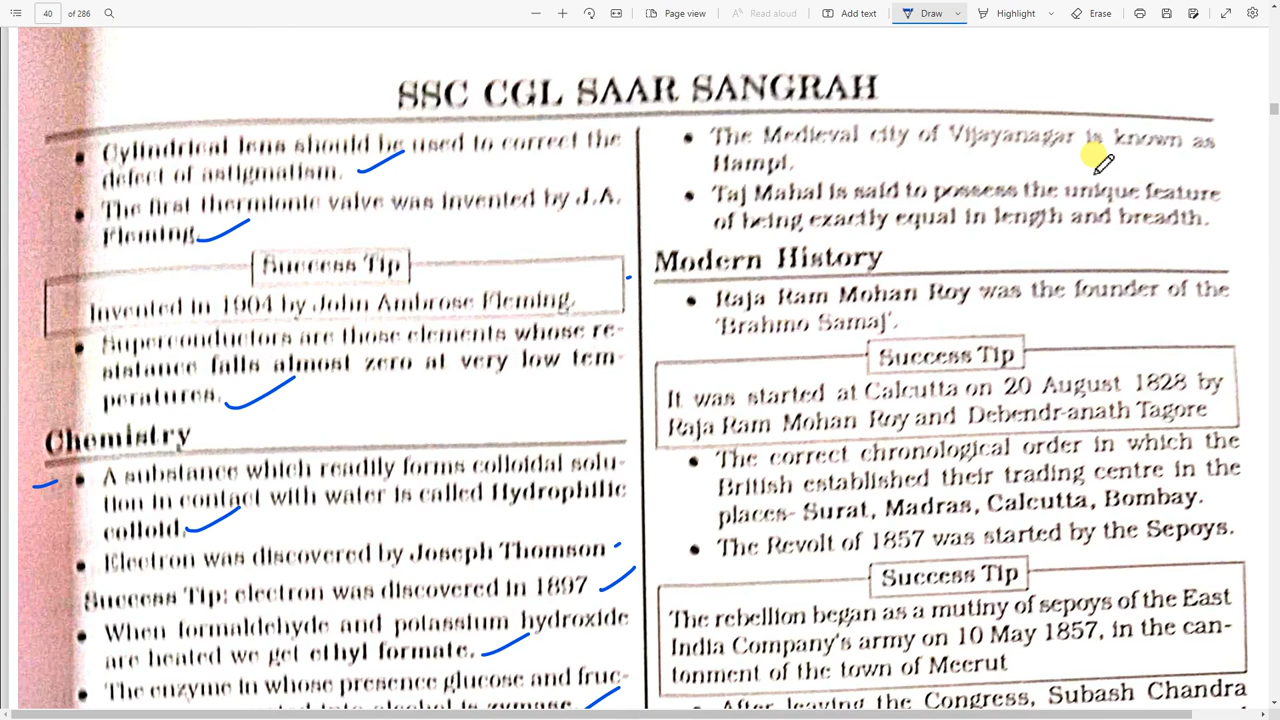 40 of 286
Page view
Read aloud
Add text
Draw
Highlight
Erase
SSC CGL SAAR SANGRAH
Cylindrical lens should be used to correct the
defect of astigmatism.
The first thermionic valve was invented by J.A.
Fleming.
Success Tip
Invented in 1904 by John Ambrose Fleming.
Superconductors are those elements whose re-
sistance falls almost zero at very low tem-
peratures.
Chemistry
A substance which readily forms colloidal solu-
tion in contact with water is called Hydrophilic
colloid.
Electron was discovered by Joseph Thomson
Success Tip: electron was discovered in 1897
When formaldehyde and potassium hydroxide
are heated we get ethyl formate.
The enzyme in whose presence glucose and fruc-
into alcohol is zymase.
The Medieval city of Vijayanagar is known as
Hampi.
Taj Mahal is said to possess the unique feature
of being exactly equal in length and breadth.
Modern History
Raja Ram Mohan Roy was the founder of the
'Brahmo Samaj'.
Success Tip
It was started at Calcutta on 20 August 1828 by
Raja Ram Mohan Roy and Debendr-anath Tagore
The correct chronological order in which the
British established their trading centre in the
places- Surat, Madras, Calcutta, Bombay.
The Revolt of 1857 was started by the Sepoys.
Success Tip
The rebellion began as a mutiny of sepoys of the East
India Company's army on 10 May 1857, in the can-
tonment of the town of Meerut
After leaving the Congress, Subash Chandra